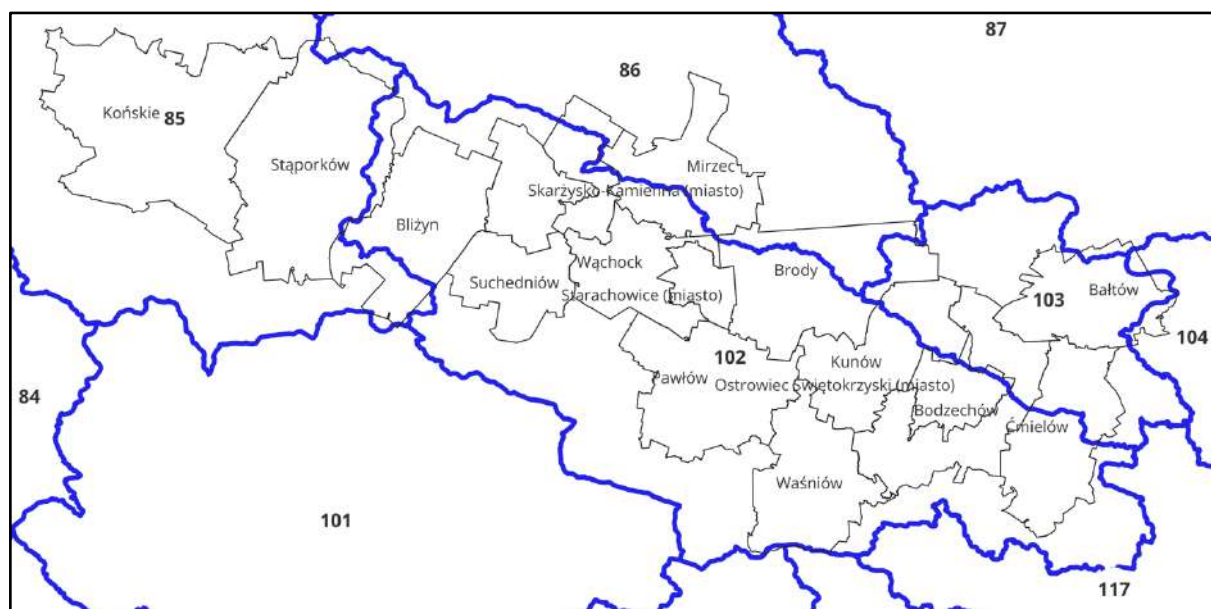 87
86
Końskie 85
Stąporków
Mirzec
Skarżysko-Kamienna (miasto)
Bliżyn
Wąchock
Brody
Suchedniów
Starachowice (miasto)
103
Bałtów
104
102
Kunów
Pawłów
Ostrowiec Świętokrzyski (miasto)
84
Bodzechów
Ćmielów
Waśniów
101
117